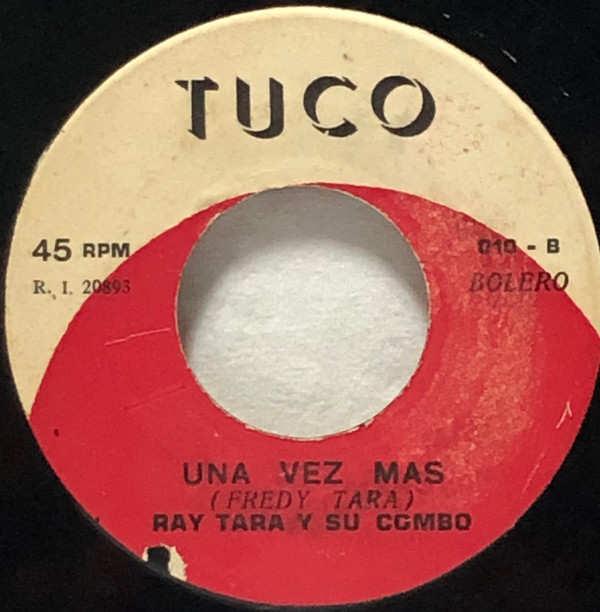 TUCO
45 RPM
R. I. 20893
010 - B
BOLERO
UNA VEZ MAS
(FREDY TARA)
RAY TARA Y SU COMBO